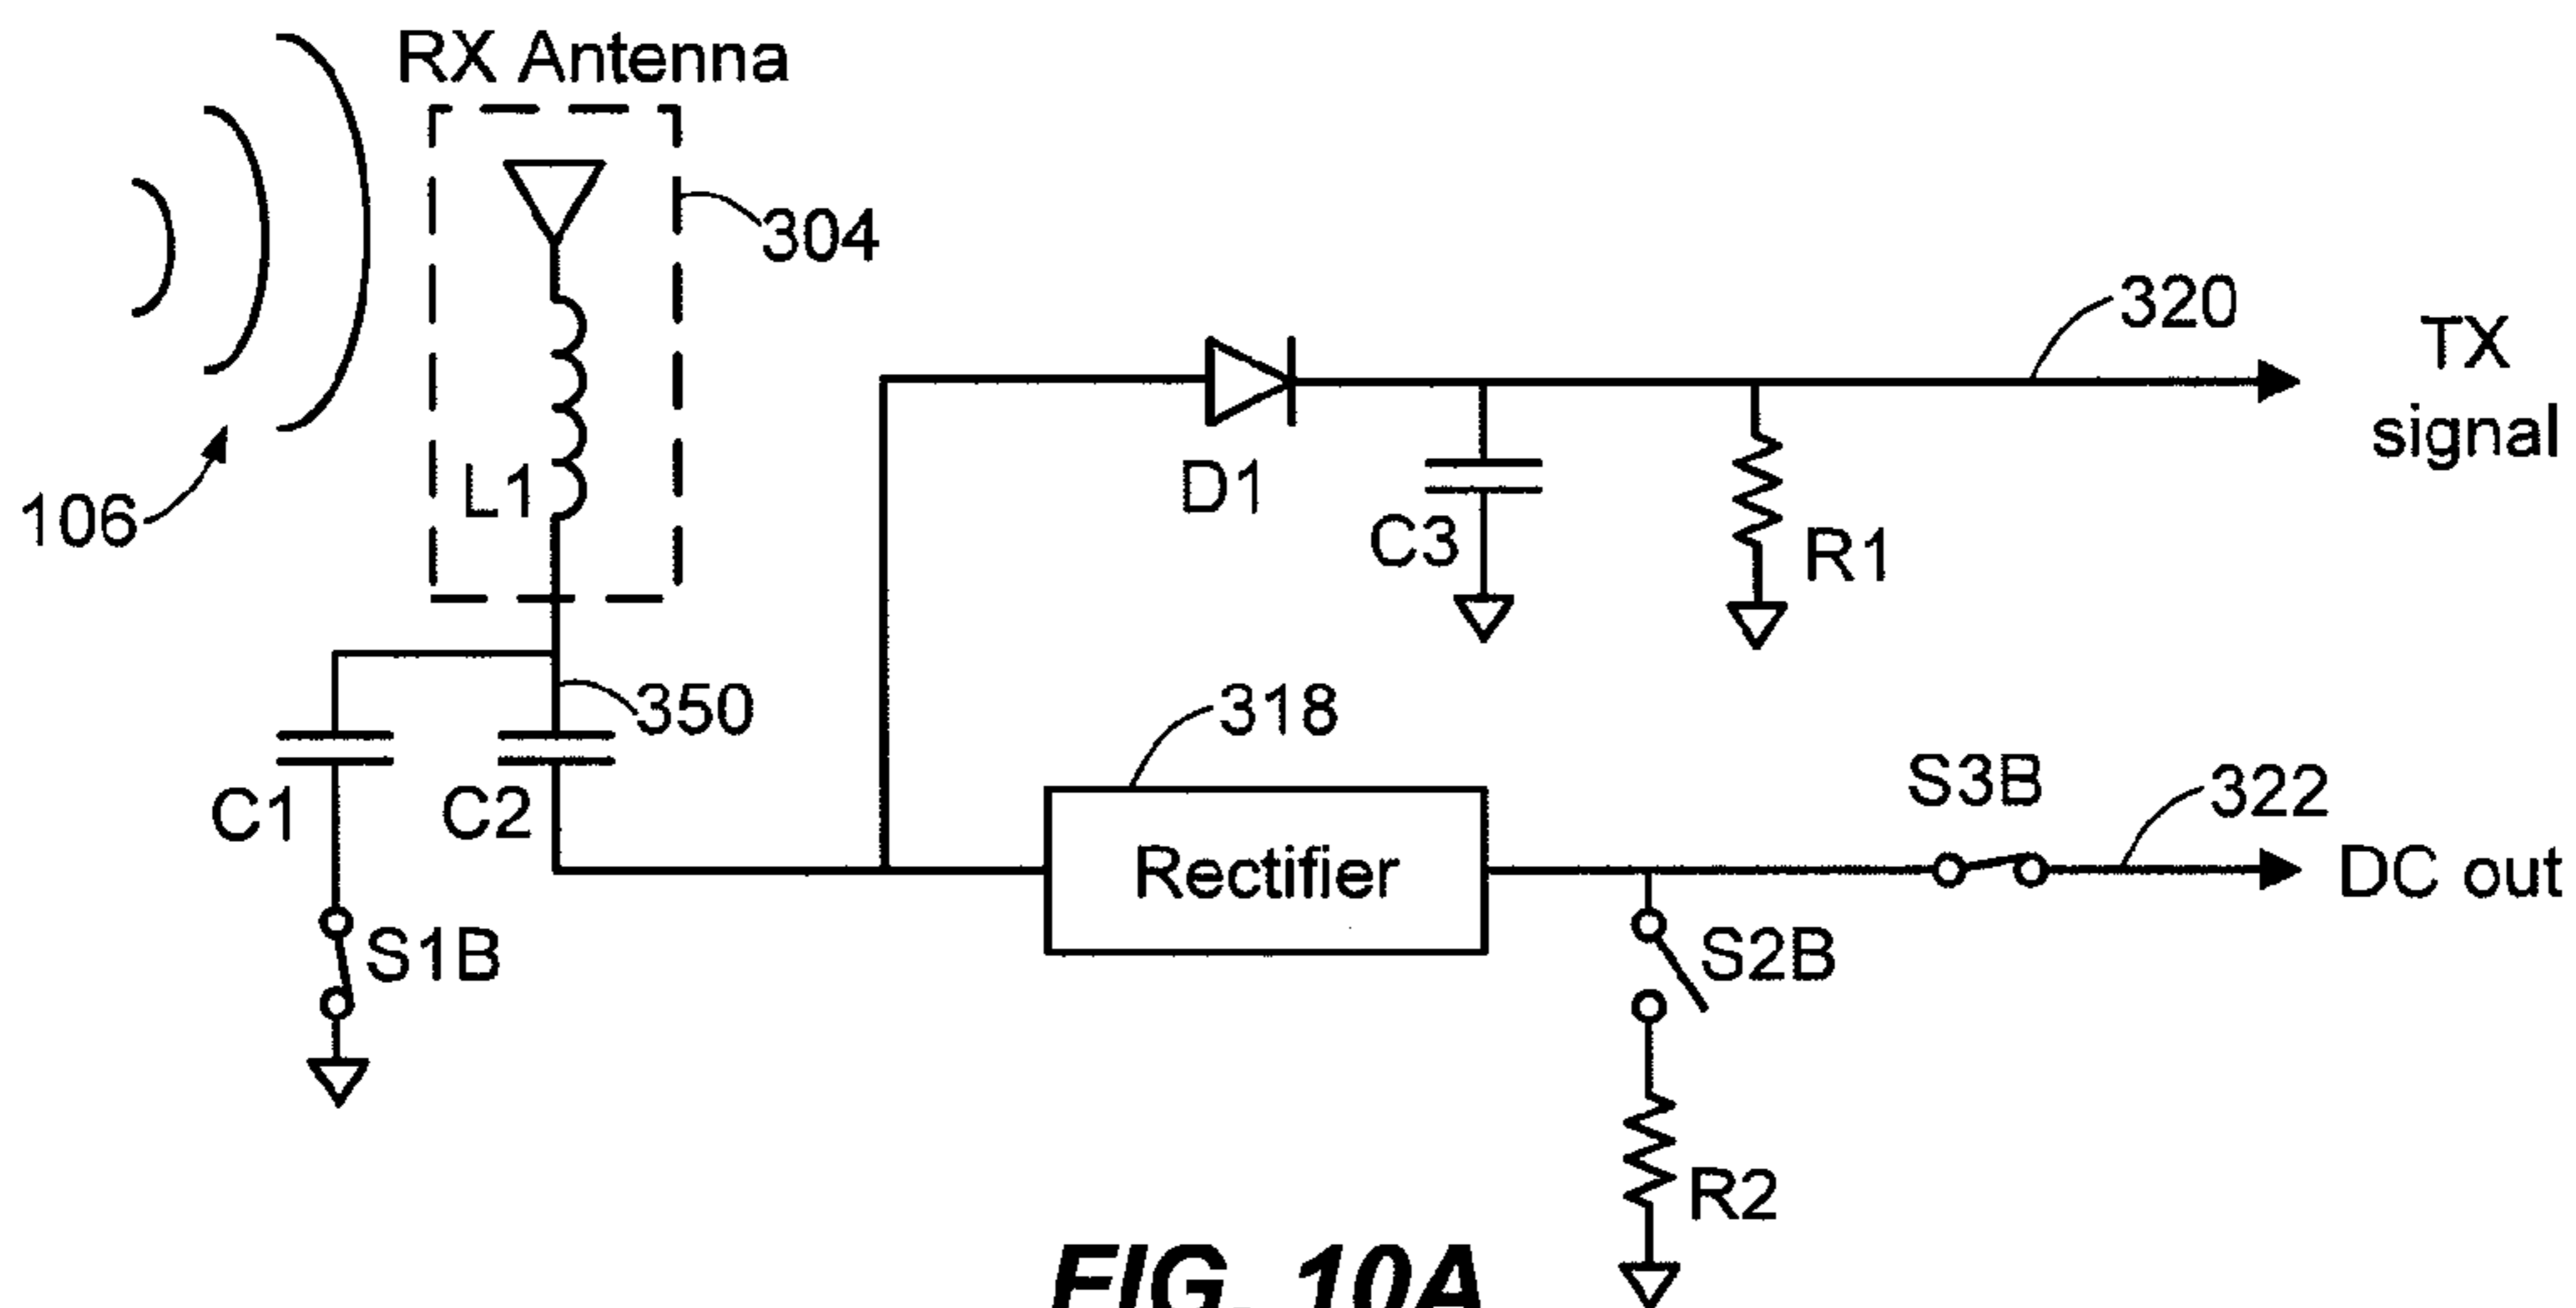 RX Antenna
304
L1
106
320
TX
signal
D1
C3
R1
350
318
C1
C2
Rectifier
S3B
322
DC out
S1B
S2B
R2
FIG. 10A